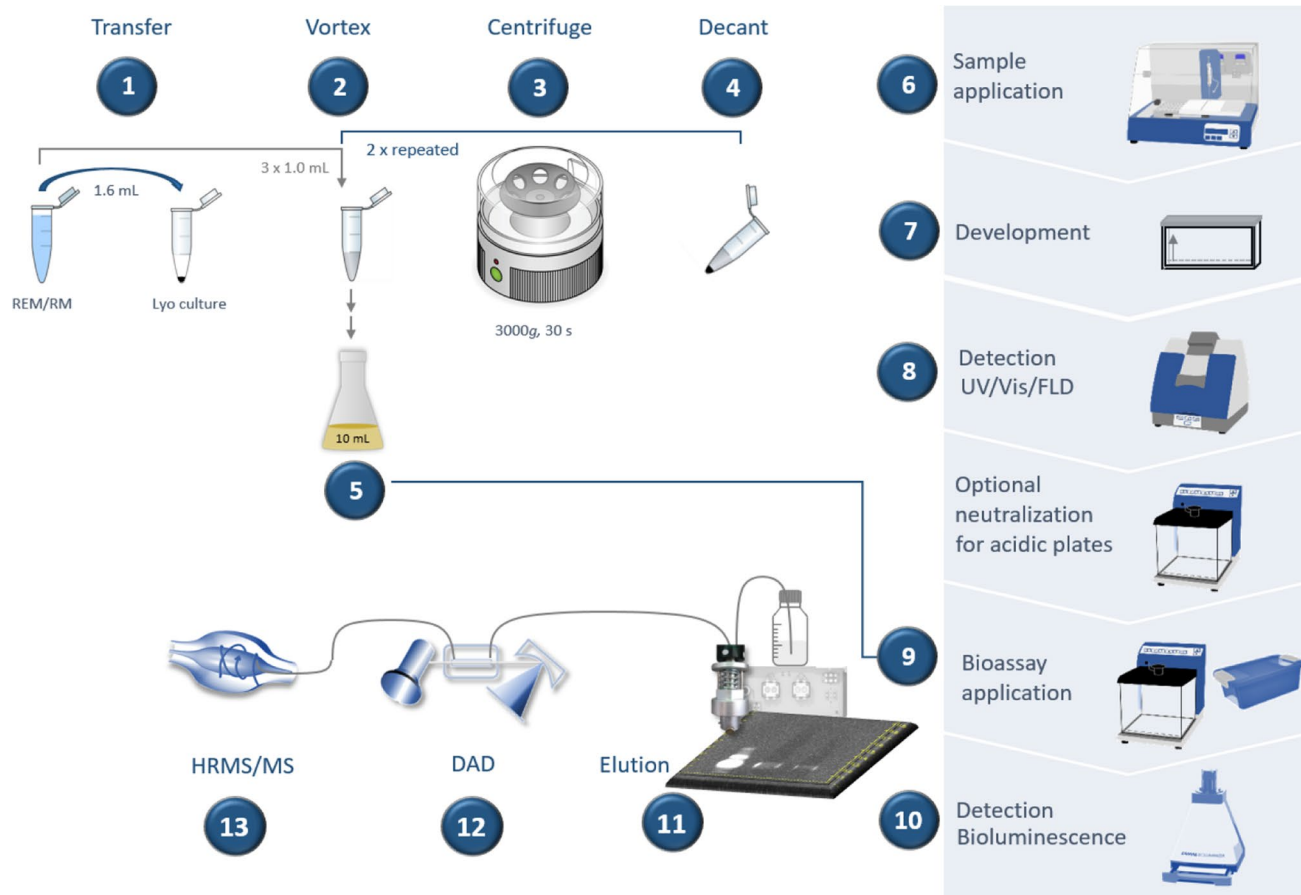 Transfer
Vortex
Centrifuge
Decant
1
2
3
4
6
Sample
application
2 x repeated
3 x 1.0 mL
1.6 mL
7
Development
REM/RM
Lyo culture
3000g, 30 s
8
Detection
UV/Vis/FLD
10 mL
5
Optional
neutralization
for acidic plates
9
Bioassay
application
HRMS/MS
DAD
Elution
13
12
11
10
Detection
Bioluminescence